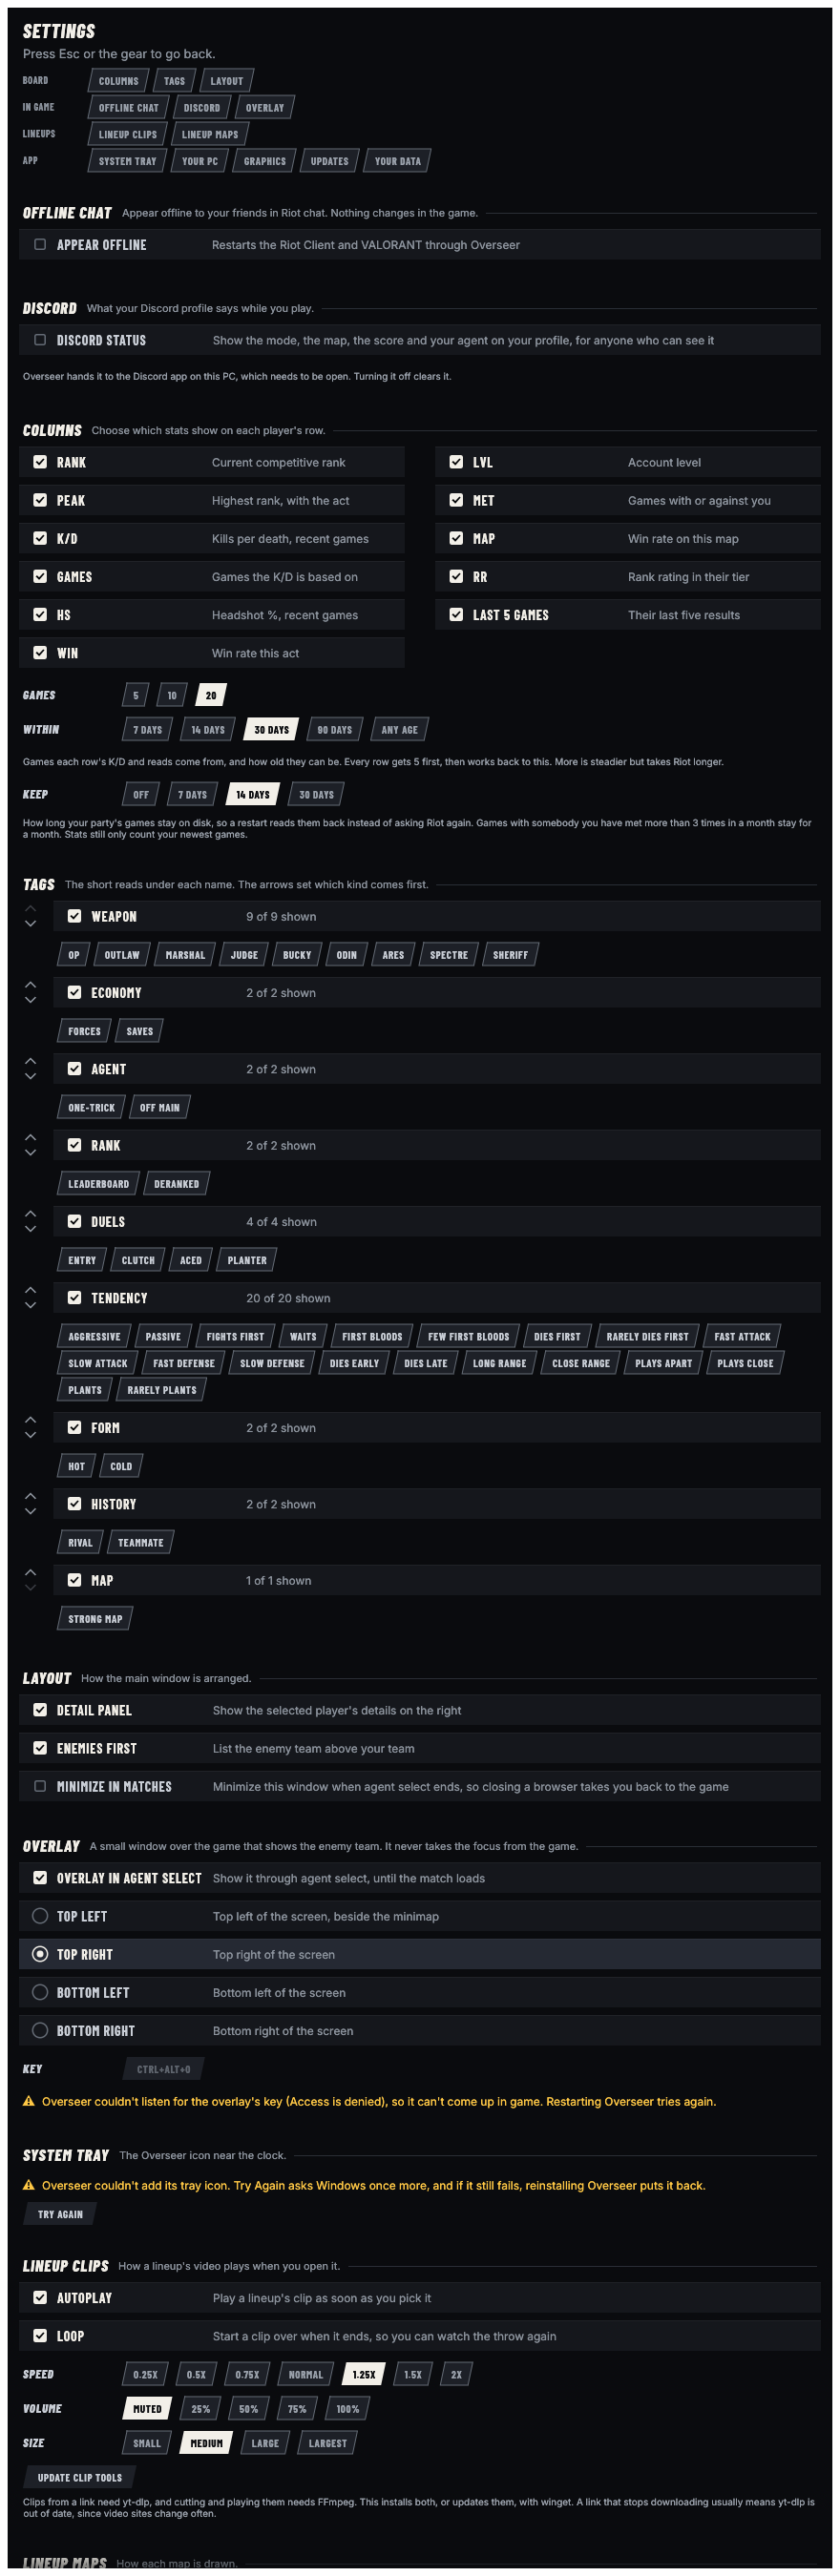 SETTINGS
Press Esc or the gear to go back.
BOARD COLUMNS TAGS LAYOUT
IN GAME OFFLINE CHAT DISCORD OVERLAY
LINEUPS LINEUP CLIPS LINEUP MAPS
APP SYSTEM TRAY YOUR PC GRAPHICS UPDATES YOUR DATA
OFFLINE CHAT Appear offline to your friends in Riot chat. Nothing changes in the game.
APPEAR OFFLINE Restarts the Riot Client and VALORANT through Overseer
DISCORD What your Discord profile says while you play.
DISCORD STATUS Show the mode, the map, the score and your agent on your profile, for anyone who can see it
Overseer hands it to the Discord app on this PC, which needs to be open. Turning it off clears it.
COLUMNS Choose which stats show on each player's row.
RANK Current competitive rank LVL Account level
PEAK Highest rank, with the act MET Games with or against you
K/D Kills per death, recent games MAP Win rate on this map
GAMES Games the K/D is based on RR Rank rating in their tier
HS Headshot %, recent games LAST 5 GAMES Their last five results
WIN Win rate this act
GAMES 5 10 20
WITHIN 7 DAYS 14 DAYS 30 DAYS 90 DAYS ANY AGE
Games each row's K/D and reads come from, and how old they can be. Every row gets 5 first, then works back to this. More is steadier but takes Riot longer.
KEEP OFF 7 DAYS 14 DAYS 30 DAYS
How long your party's games stay on disk, so a restart reads them back instead of asking Riot again. Games with somebody you have met more than 3 times in a month stay for
a month. Stats still only count your newest games.
TAGS The short reads under each name. The arrows set which kind comes first.
WEAPON 9 of 9 shown
OP OUTLAW MARSHAL JUDGE BUCKY ODIN ARES SPECTRE SHERIFF
ECONOMY 2 of 2 shown
FORCES SAVES
AGENT 2 of 2 shown
ONE-TRICK OFF MAIN
RANK 2 of 2 shown
LEADERBOARD DERANKED
DUELS 4 of 4 shown
ENTRY CLUTCH ACED PLANTER
TENDENCY 20 of 20 shown
AGGRESSIVE PASSIVE FIGHTS FIRST WAITS FIRST BLOODS FEW FIRST BLOODS DIES FIRST RARELY DIES FIRST FAST ATTACK
SLOW ATTACK FAST DEFENSE SLOW DEFENSE DIES EARLY DIES LATE LONG RANGE CLOSE RANGE PLAYS APART PLAYS CLOSE
PLANTS RARELY PLANTS
FORM 2 of 2 shown
HOT COLD
HISTORY 2 of 2 shown
RIVAL TEAMMATE
MAP 1 of 1 shown
STRONG MAP
LAYOUT How the main window is arranged.
DETAIL PANEL Show the selected player's details on the right
ENEMIES FIRST List the enemy team above your team
MINIMIZE IN MATCHES Minimize this window when agent select ends, so closing a browser takes you back to the game
OVERLAY A small window over the game that shows the enemy team. It never takes the focus from the game.
OVERLAY IN AGENT SELECT Show it through agent select, until the match loads
TOP LEFT Top left of the screen, beside the minimap
TOP RIGHT Top right of the screen
BOTTOM LEFT Bottom left of the screen
BOTTOM RIGHT Bottom right of the screen
KEY CTRL+ALT+O
Overseer couldn't listen for the overlay's key (Access is denied), so it can't come up in game. Restarting Overseer tries again.
SYSTEM TRAY The Overseer icon near the clock.
Overseer couldn't add its tray icon. Try Again asks Windows once more, and if it still fails, reinstalling Overseer puts it back.
TRY AGAIN
LINEUP CLIPS How a lineup's video plays when you open it.
AUTOPLAY Play a lineup's clip as soon as you pick it
LOOP Start a clip over when it ends, so you can watch the throw again
SPEED 0.25X 0.5X 0.75X NORMAL 1.25X 1.5X 2X
VOLUME MUTED 25% 50% 75% 100%
SIZE SMALL MEDIUM LARGE LARGEST
UPDATE CLIP TOOLS
Clips from a link need yt-dlp, and cutting and playing them needs FFmpeg. This installs both, or updates them, with winget. A link that stops downloading usually means yt-dlp is
out of date, since video sites change often.
LINEUP MAPS How each map is drawn.